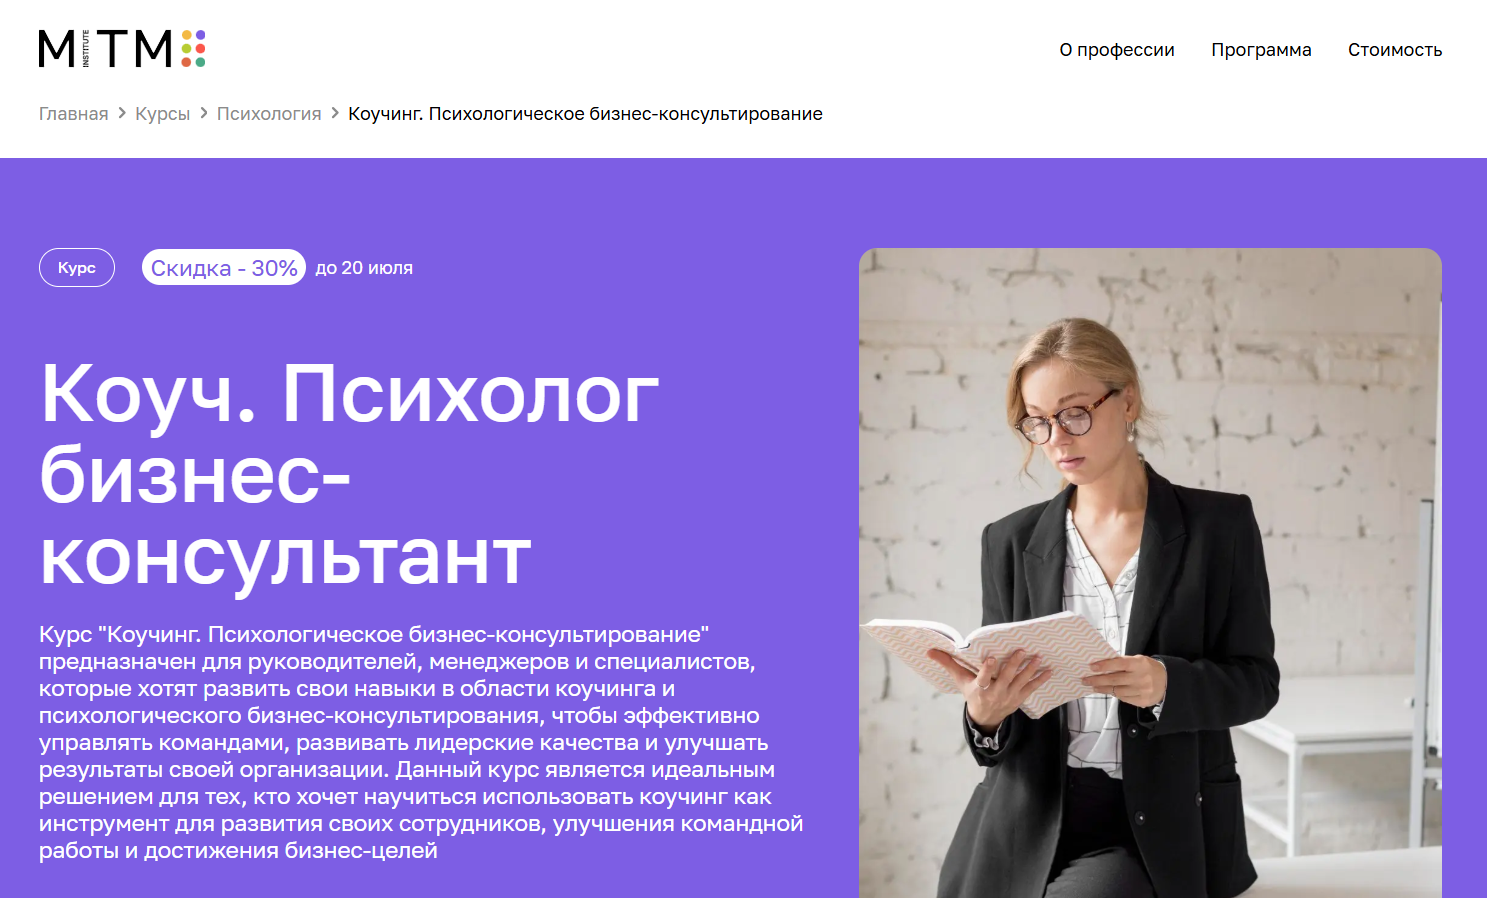 MITM
INSTITUTE
О профессии Программа Стоимость
Главная > Курсы > Психология > Коучинг. Психологическое бизнес-консультирование
Курс Скидка - 30% до 20 июля
Коуч. Психолог
бизнес-
консультант
Курс "Коучинг. Психологическое бизнес-консультирование"
предназначен для руководителей, менеджеров и специалистов,
которые хотят развить свои навыки в области коучинга и
психологического бизнес-консультирования, чтобы эффективно
управлять командами, развивать лидерские качества и улучшать
результаты своей организации. Данный курс является идеальным
решением для тех, кто хочет научиться использовать коучинг как
инструмент для развития своих сотрудников, улучшения командной
работы и достижения бизнес-целей